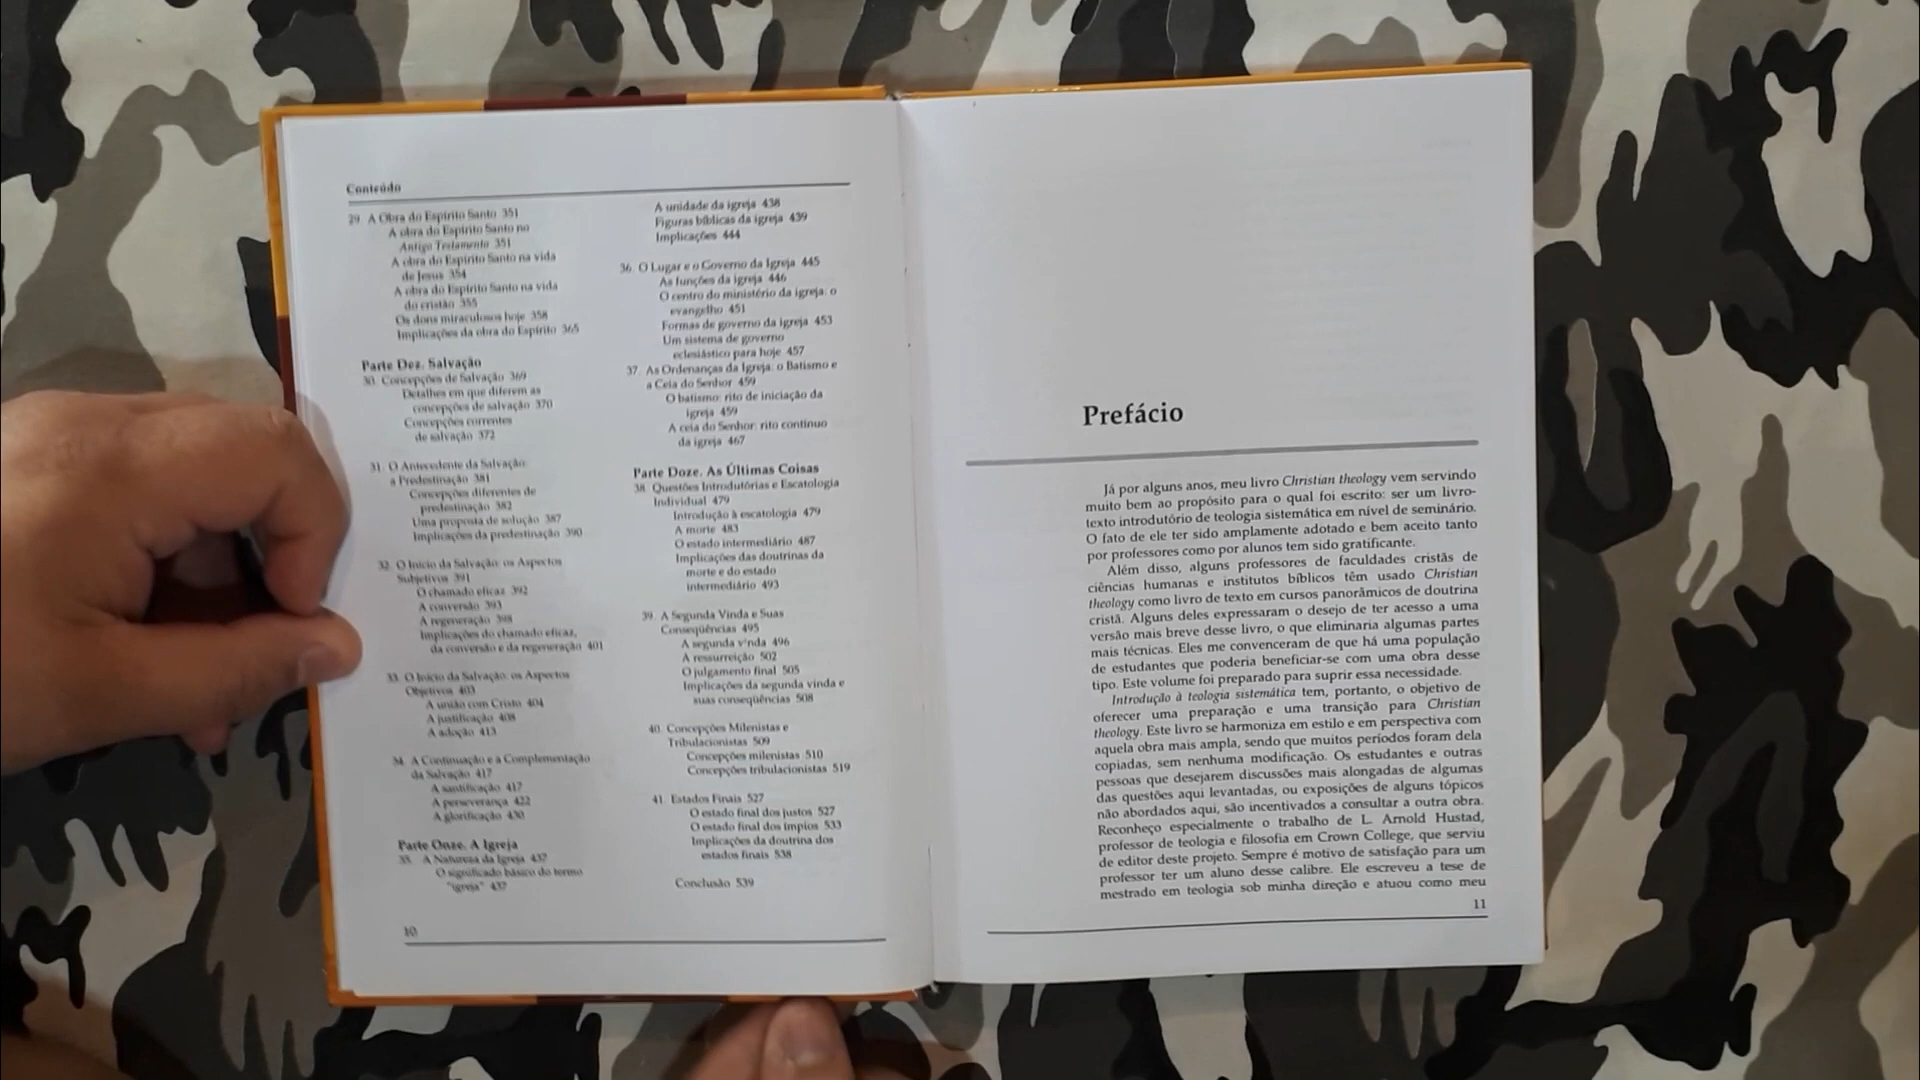 Conteúdo
29. A Obra do Espírito Santo 351
A obra do Espírito Santo no
Antigo Testamento 351
A obra do Espírito Santo na vida
de Jesus 354
A obra do Espírito Santo na vida
do cristão 355
Os dons miraculosos hoje 358
Implicações da obra do Espírito 365
Parte Dez. Salvação
30. Concepções de Salvação 369
Detalhes em que diferem as
concepções de salvação 370
Concepções correntes
de salvação 372
31. O Antecedente da Salvação:
a Predestinação 381
Concepções diferentes de
predestinação 382
Uma proposta de solução 387
Implicações da predestinação 390
32. O Início da Salvação: os Aspectos
Subjetivos 391
O chamado eficaz 392
A conversão 393
A regeneração 398
Implicações do chamado eficaz,
da conversão e da regeneração 401
33. O Início da Salvação: os Aspectos
Objetivos 403
A união com Cristo 404
A justificação 408
A adoção 413
34. A Continuação e a Complementação
da Salvação 417
A santificação 417
A perseverança 422
A glorificação 430
Parte Onze. A Igreja
35. A Natureza da Igreja 437
O significado básico do termo
"igreja" 437
A unidade da igreja 438
Figuras bíblicas da igreja 439
Implicações 444
36. O Lugar e o Governo da Igreja 445
As funções da igreja 446
O centro do ministério da igreja: o
evangelho 451
Formas de governo da igreja 453
Um sistema de governo
eclesiástico para hoje 457
37. As Ordenanças da Igreja: o Batismo e
a Ceia do Senhor 459
O batismo: rito de iniciação da
igreja 459
A ceia do Senhor: rito contínuo
da igreja 467
Parte Doze. As Últimas Coisas
38. Questões Introdutórias e Escatologia
Individual 479
Introdução à escatologia 479
A morte 483
O estado intermediário 487
Implicações das doutrinas da
morte e do estado
intermediário 493
39. A Segunda Vinda e Suas
Conseqüências 495
A segunda vinda 496
A ressurreição 502
O julgamento final 505
Implicações da segunda vinda e
suas conseqüências 508
40. Concepções Milenistas e
Tribulacionistas 509
Concepções milenistas 510
Concepções tribulacionistas 519
41. Estados Finais 527
O estado final dos justos 527
O estado final dos ímpios 533
Implicações da doutrina dos
estados finais 538
Conclusão 539
10
Prefácio
Já por alguns anos, meu livro Christian theology vem servindo
muito bem ao propósito para o qual foi escrito: ser um livro-
texto introdutório de teologia sistemática em nível de seminário.
O fato de ele ter sido amplamente adotado e bem aceito tanto
por professores como por alunos tem sido gratificante.
Além disso, alguns professores de faculdades cristãs de
ciências humanas e institutos bíblicos têm usado Christian
theology como livro de texto em cursos panorâmicos de doutrina
cristã. Alguns deles expressaram o desejo de ter acesso a uma
versão mais breve desse livro, o que eliminaria algumas partes
mais técnicas. Eles me convenceram de que há uma população
de estudantes que poderia beneficiar-se com uma obra desse
tipo. Este volume foi preparado para suprir essa necessidade.
Introdução à teologia sistemática tem, portanto, o objetivo de
oferecer uma preparação e uma transição para Christian
theology. Este livro se harmoniza em estilo e em perspectiva com
aquela obra mais ampla, sendo que muitos períodos foram dela
copiadas, sem nenhuma modificação. Os estudantes e outras
pessoas que desejarem discussões mais alongadas de algumas
das questões aqui levantadas, ou exposições de alguns tópicos
não abordados aqui, são incentivados a consultar a outra obra.
Reconheço especialmente o trabalho de L. Arnold Hustad,
professor de teologia e filosofia em Crown College, que serviu
de editor deste projeto. Sempre é motivo de satisfação para um
professor ter um aluno desse calibre. Ele escreveu a tese de
mestrado em teologia sob minha direção e atuou como meu
11